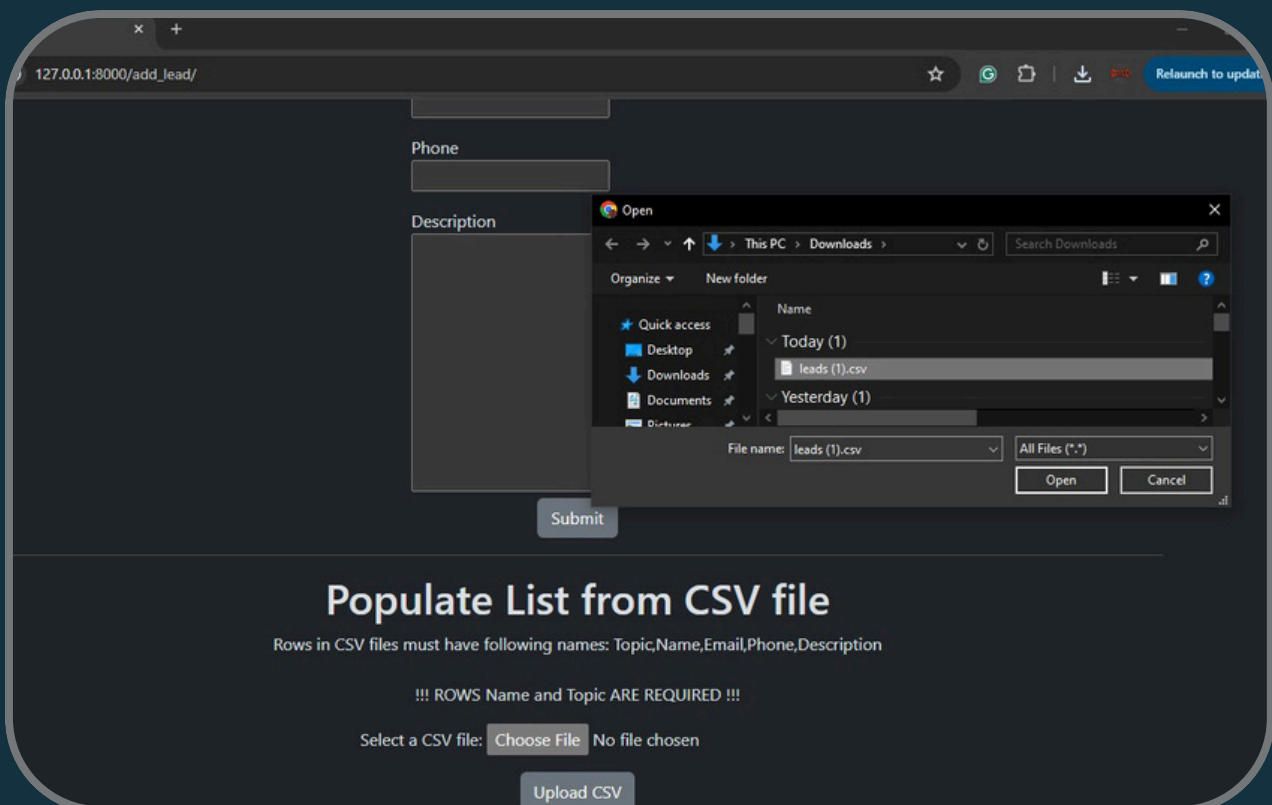 127.0.0.1:8000/add_lead/
Relaunch to updat
Phone
Description
Open
This PC > Downloads >
Search Downloads
Organize
New folder
Name
Quick access
Today (1)
Desktop
leads (1).csv
Downloads
Yesterday (1)
Documents
Pictures
File name: leads (1).csv
All Files (*.*)
Open
Cancel
Submit
Populate List from CSV file
Rows in CSV files must have following names: Topic,Name,Email,Phone,Description
!!! ROWS Name and Topic ARE REQUIRED !!!
Select a CSV file: Choose File No file chosen
Upload CSV